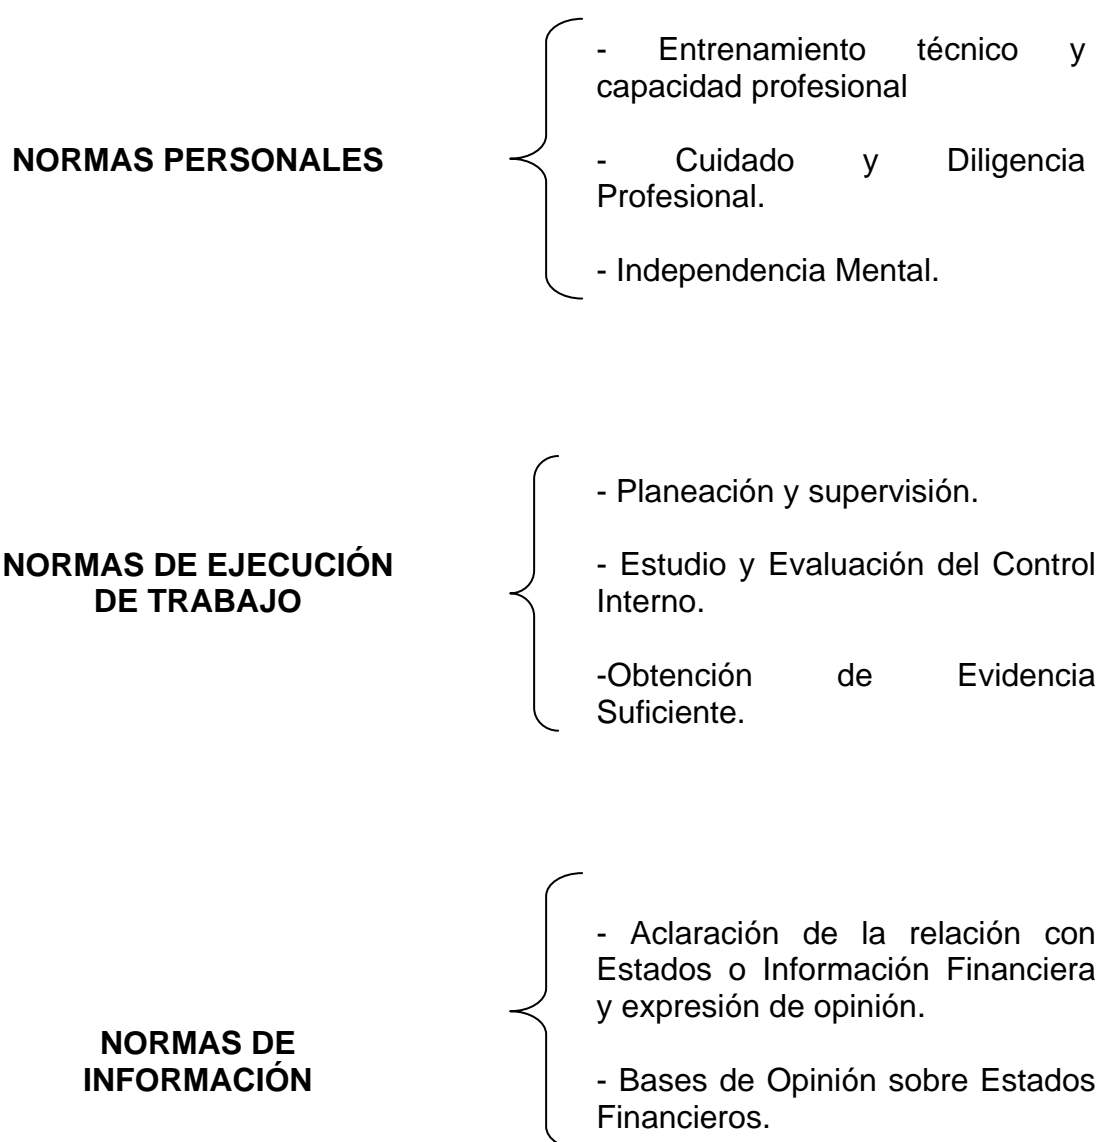 - Entrenamiento técnico y
capacidad profesional
NORMAS PERSONALES
- Cuidado y Diligencia
Profesional.
- Independencia Mental.
- Planeación y supervisión.
NORMAS DE EJECUCIÓN
DE TRABAJO
- Estudio y Evaluación del Control
Interno.
-Obtención de Evidencia
Suficiente.
- Aclaración de la relación con
Estados o Información Financiera
y expresión de opinión.
NORMAS DE
INFORMACIÓN
- Bases de Opinión sobre Estados
Financieros.